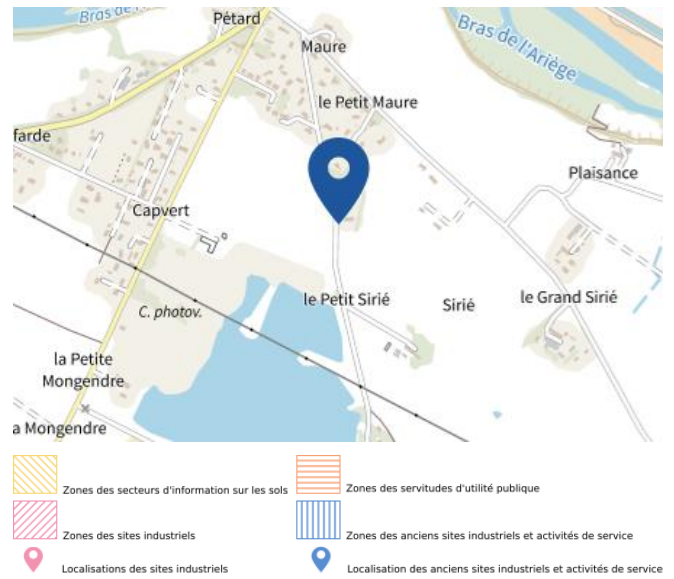 Bras de
Pétard
Maure
Bras de l'Ariège
le Petit Maure
farde
Plaisance
Capvert
le Petit Sirié
Sirié
le Grand Sirié
C. photov.
la Petite
Mongendre
a Mongendre
Zones des secteurs d'information sur les sols
Zones des servitudes d'utilité publique
Zones des sites industriels
Zones des anciens sites industriels et activités de service
Localisations des sites industriels
Localisation des anciens sites industriels et activités de service